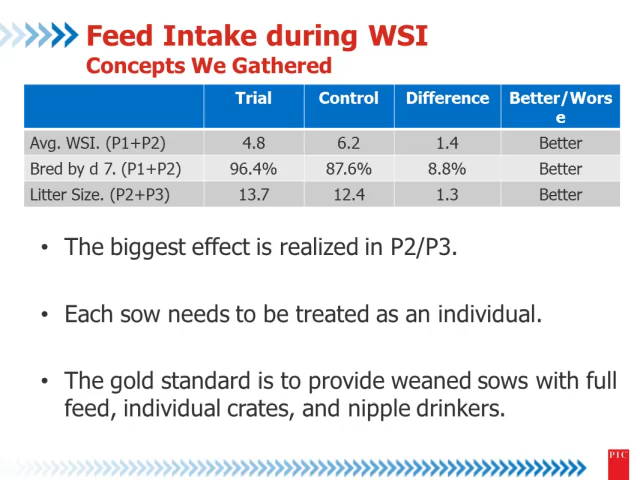 Feed Intake during WSI
Concepts We Gathered
Trial Control Difference Better/Wors
e
Avg. WSI. (P1+P2) 4.8 6.2 1.4 Better
Bred by d 7. (P1+P2) 96.4% 87.6% 8.8% Better
Litter Size. (P2+P3) 13.7 12.4 1.3 Better
• The biggest effect is realized in P2/P3.
• Each sow needs to be treated as an individual.
• The gold standard is to provide weaned sows with full
feed, individual crates, and nipple drinkers.
PIC